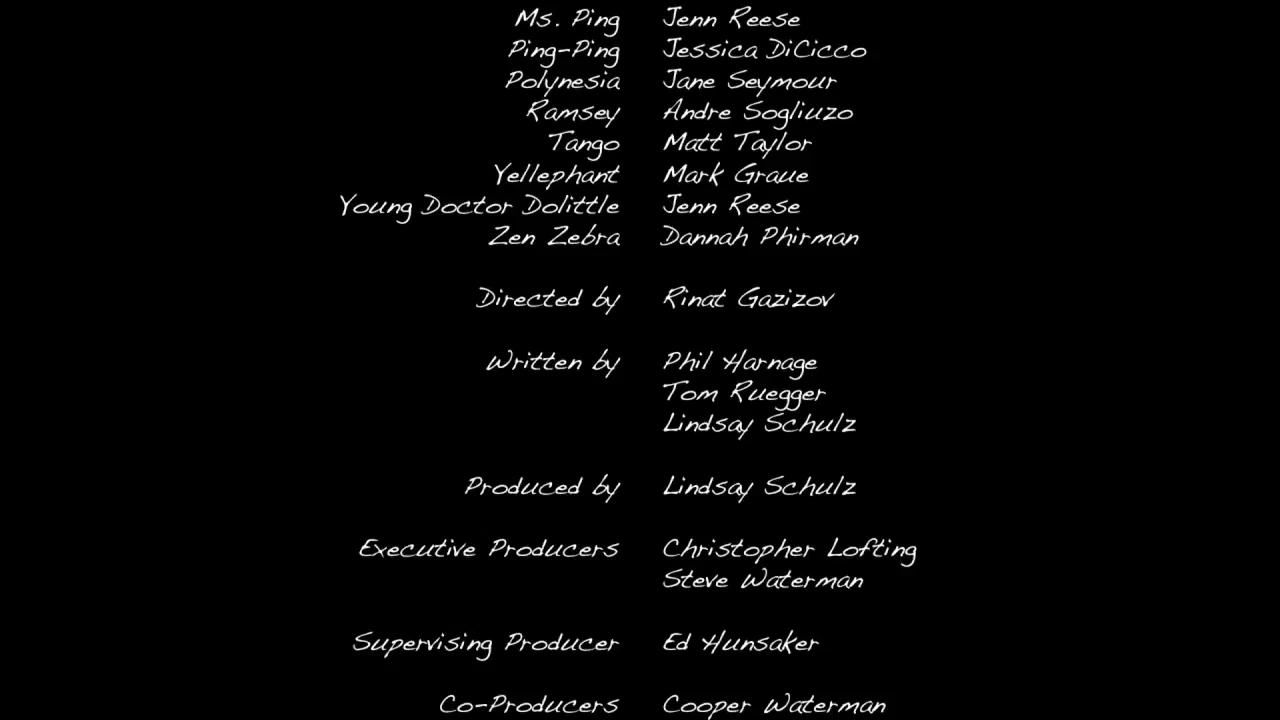 Ms. Ping Jenn Reese
Ping-Ping Jessica DiCicco
Polynesia Jane Seymour
Ramsey Andre Sogliuzo
Tango Matt Taylor
Yellephant Mark Graue
Young Doctor Dolittle Jenn Reese
Zen Zebra Dannah Phirman
Directed by Rinat Gazizov
Written by Phil Harnage
Tom Ruegger
Lindsay Schulz
Produced by Lindsay Schulz
Executive Producers Christopher Lofting
Steve Waterman
Supervising Producer Ed Hunsaker
Co-Producers Cooper Waterman